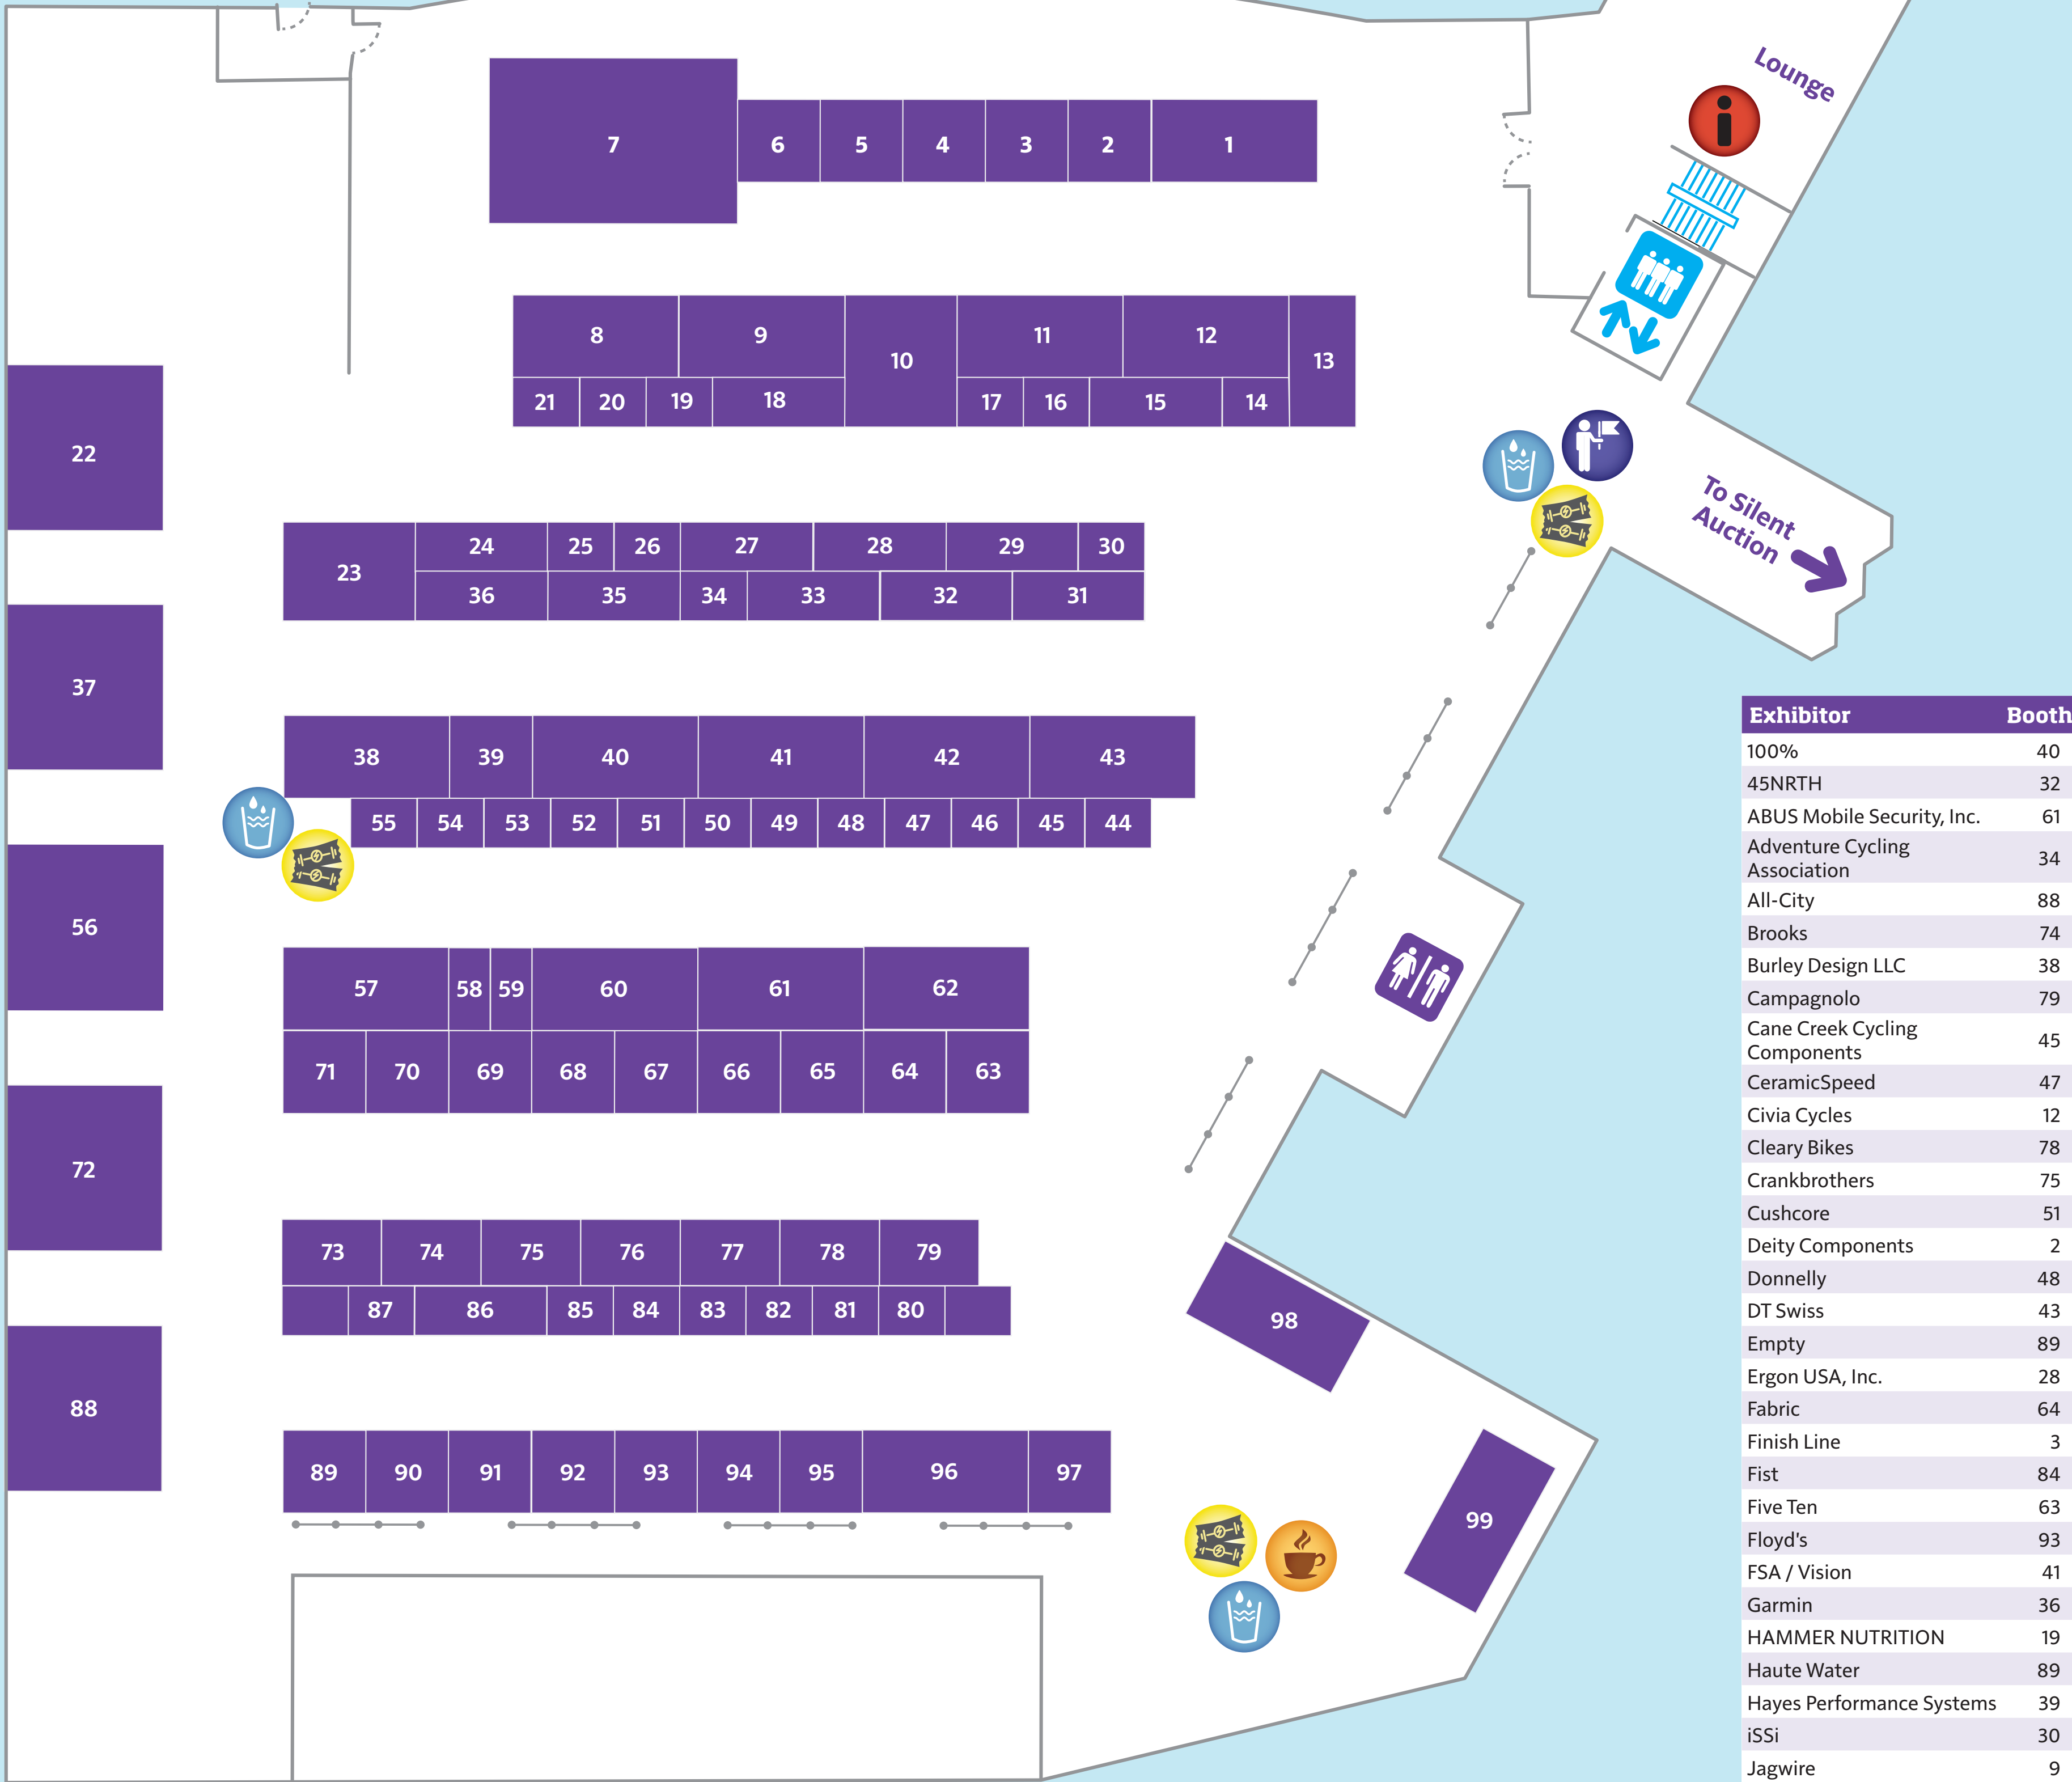 Lounge
7
6
5
4
3
2
1
8
9
10
11
12
13
21
20
19
18
17
16
15
14
22
To Silent
Auction
23
24
25
26
27
28
29
30
36
35
34
33
32
31
37
38
39
40
41
42
43
55
54
53
52
51
50
49
48
47
46
45
44
56
57
58
59
60
61
62
71
70
69
68
67
66
65
64
63
72
73
74
75
76
77
78
79
87
86
85
84
83
82
81
80
88
89
90
91
92
93
94
95
96
97
98
99
Exhibitor Booth
100% 40
45NRTH 32
ABUS Mobile Security, Inc. 61
Adventure Cycling
Association 34
All-City 88
Brooks 74
Burley Design LLC 38
Campagnolo 79
Cane Creek Cycling
Components 45
CeramicSpeed 47
Civia Cycles 12
Cleary Bikes 78
Crankbrothers 75
Cushcore 51
Deity Components 2
Donnelly 48
DT Swiss 43
Empty 89
Ergon USA, Inc. 28
Fabric 64
Finish Line 3
Fist 84
Five Ten 63
Floyd's 93
FSA / Vision 41
Garmin 36
HAMMER NUTRITION 19
Haute Water 89
Hayes Performance Systems 39
iSSi 30
Jagwire 9